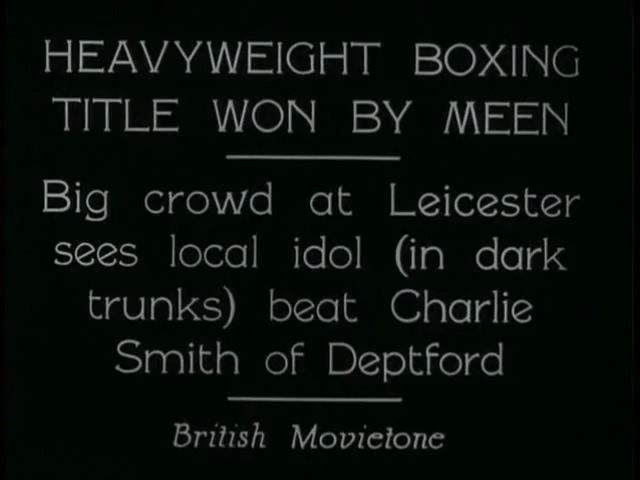 HEAVYWEIGHT BOXING
TITLE WON BY MEEN
Big crowd at Leicester
sees local idol (in dark
trunks) beat Charlie
Smith of Deptford
British Movietone